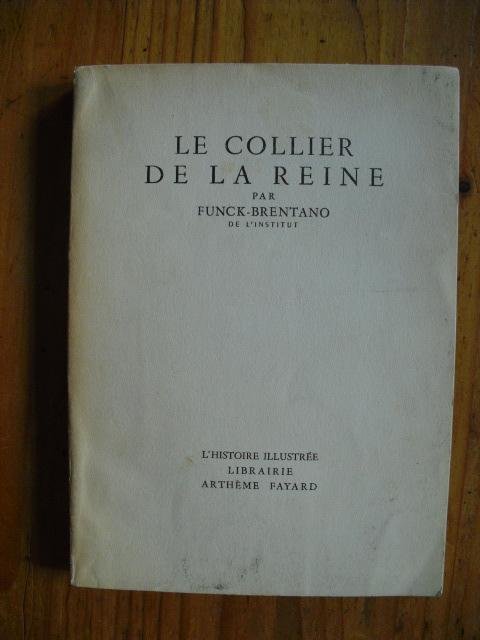 LE COLLIER
DE LA REINE
PAR
FUNCK-BRENTANO
DE L'INSTITUT
L'HISTOIRE ILLUSTRÉE
LIBRAIRIE
ARTHÈME FAYARD